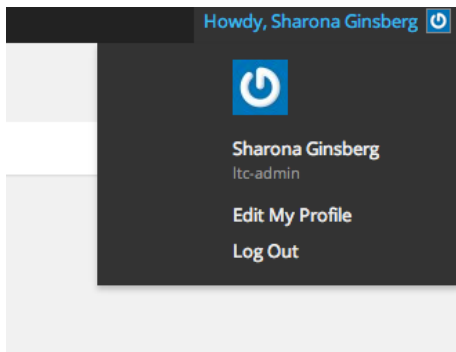 Howdy, Sharona Ginsberg
Sharona Ginsberg
ltc-admin
Edit My Profile
Log Out